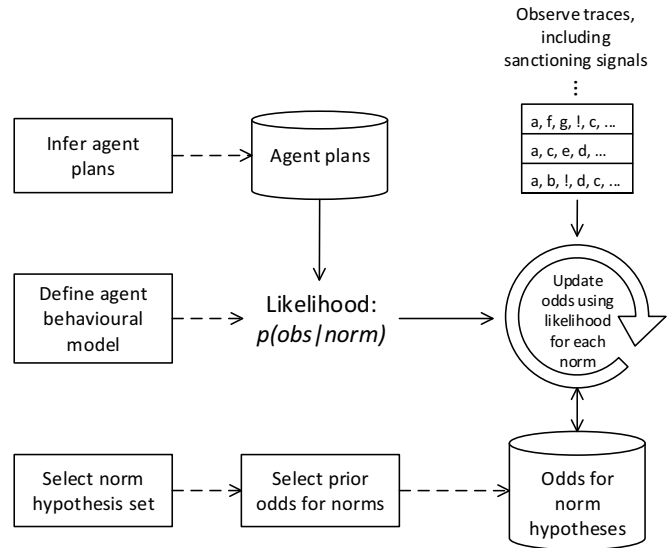 Observe traces,
including
sanctioning signals
⋮
a, f, g, !, c, ...
a, c, e, d, ...
a, b, !, d, c, ...
Infer agent
plans
Agent plans
Define agent
behavioural
model
Likelihood:
p(obs|norm)
Update
odds using
likelihood
for each
norm
Select norm
hypothesis set
Select prior
odds for norms
Odds for
norm
hypotheses